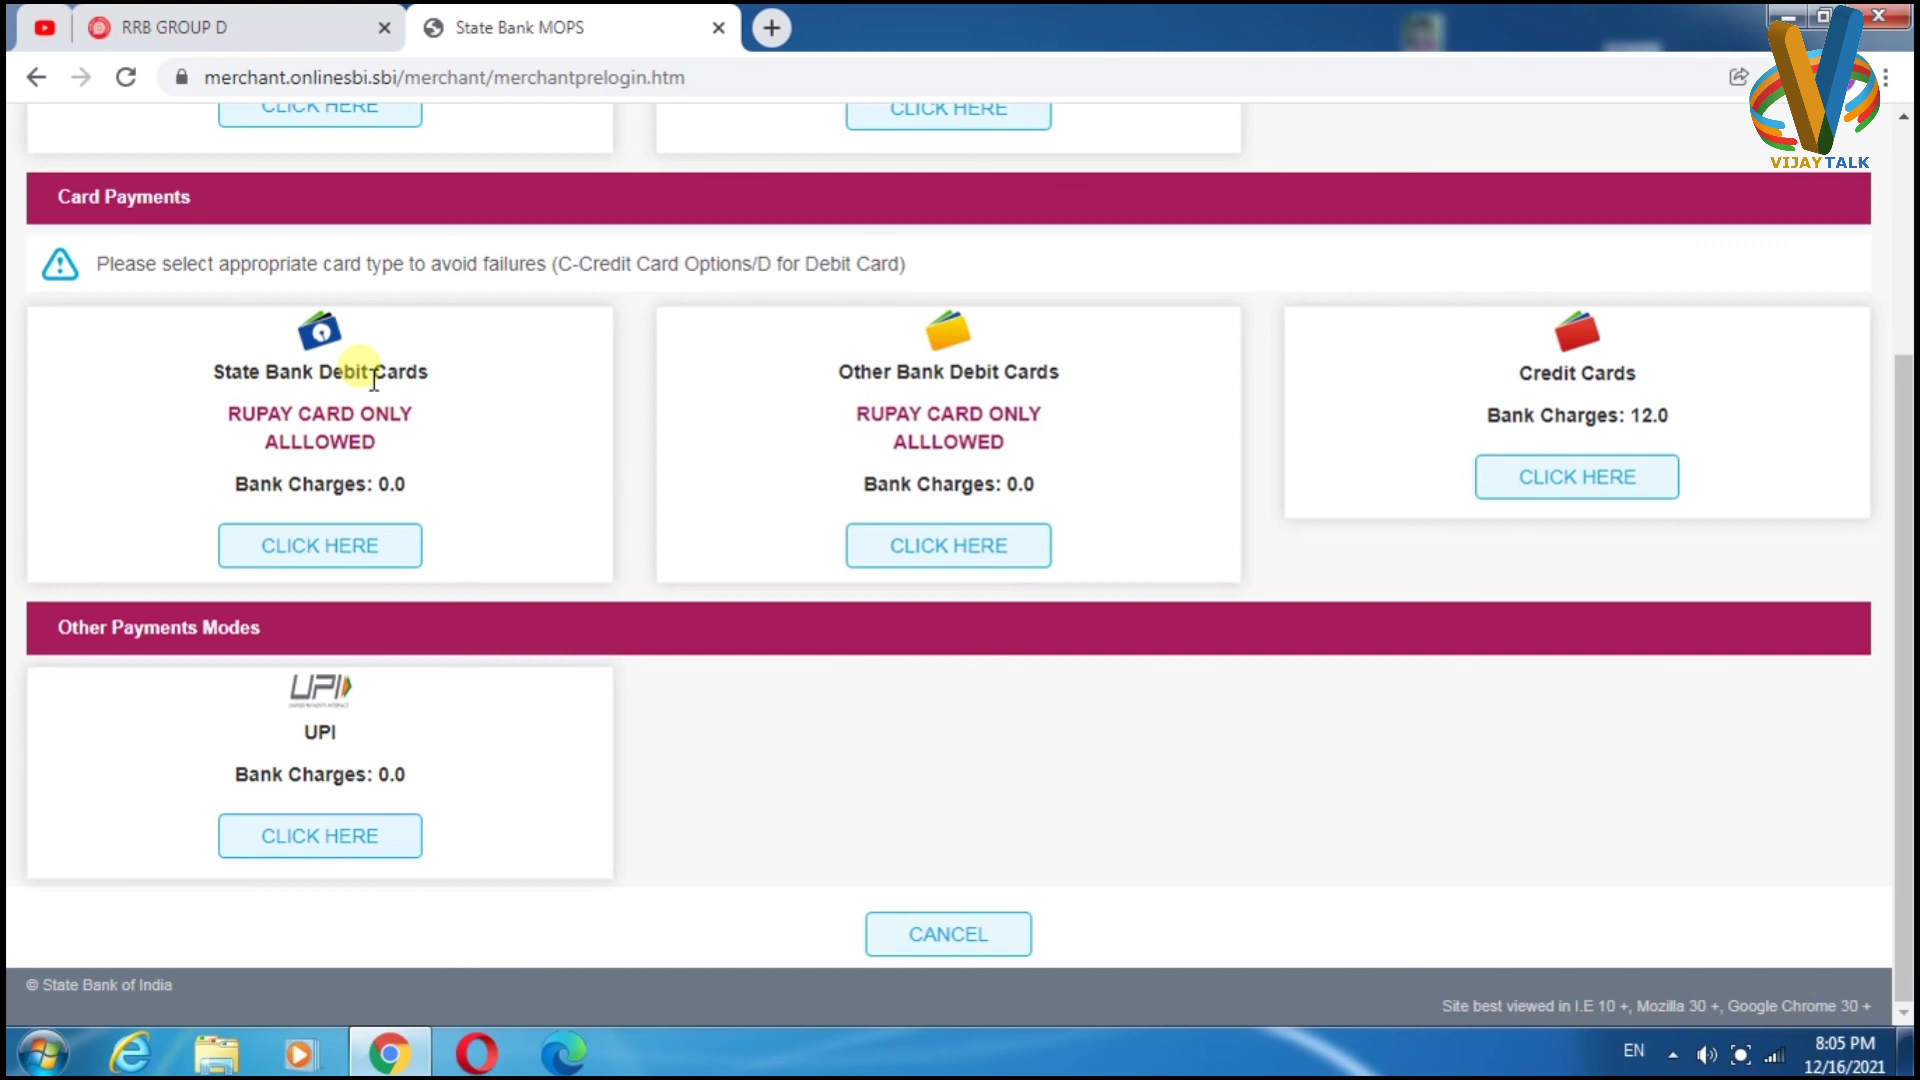 RRB GROUP D
State Bank MOPS
merchant.onlinesbi.sbi/merchant/merchantprelogin.htm
VIJAYTALK
CLICK HERE
CLICK HERE
Card Payments
Please select appropriate card type to avoid failures (C-Credit Card Options/D for Debit Card)
State Bank Debit Cards
RUPAY CARD ONLY
ALLLOWED
Bank Charges: 0.0
CLICK HERE
Other Bank Debit Cards
RUPAY CARD ONLY
ALLLOWED
Bank Charges: 0.0
CLICK HERE
Credit Cards
Bank Charges: 12.0
CLICK HERE
Other Payments Modes
UPI
UPI
Bank Charges: 0.0
CLICK HERE
CANCEL
© State Bank of India
Site best viewed in I.E 10 +, Mozilla 30 +, Google Chrome 30 +
EN
8:05 PM
12/16/2021